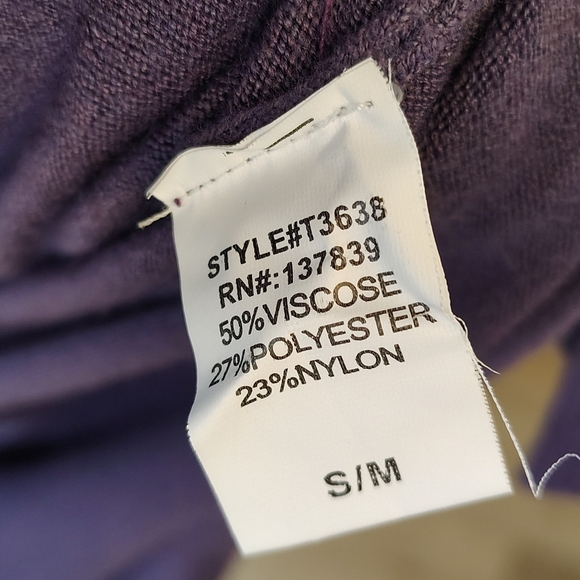 STYLE#T3638
RN#:137839
50%VISCOSE
27%POLYESTER
23%NYLON
S/M